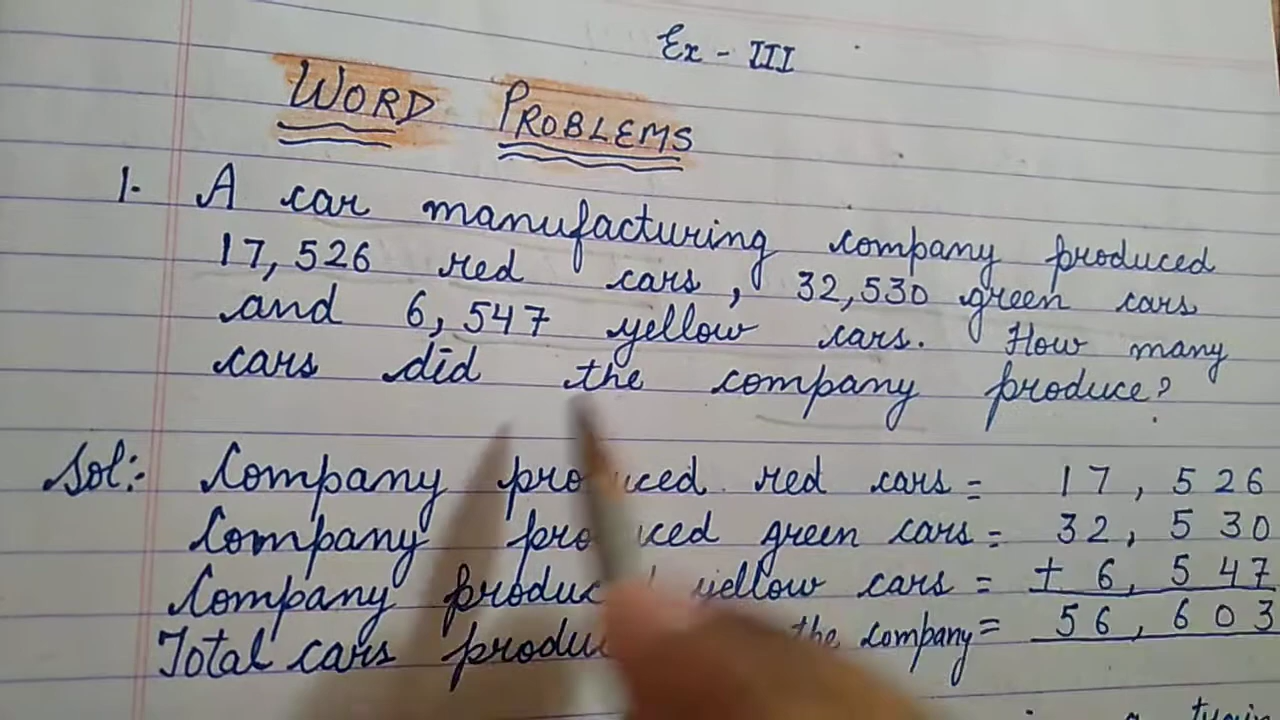 Ex - III
WORD PROBLEMS
1. A car manufacturing company produced
17,526 red cars, 32,530 green cars
and 6,547 yellow cars. How many
cars did the company produce?
Sol:- Company produced red cars = 17,526
Company produced green cars = 32,530
Company yellow cars = + 6,547
Total cars the company = 56,603